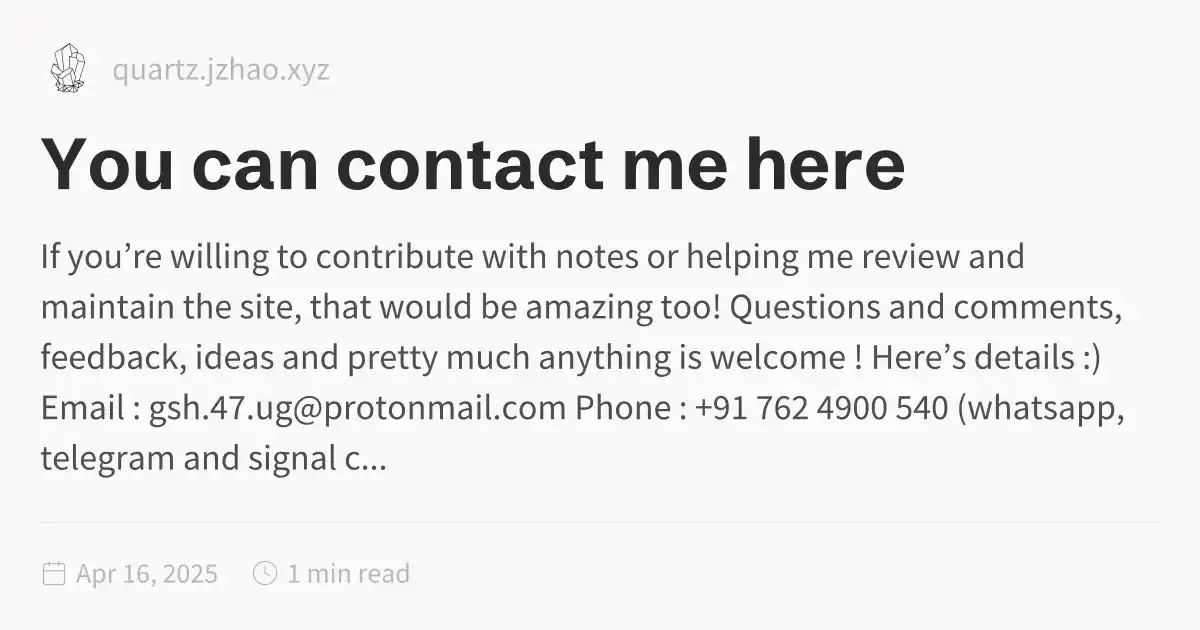 quartz.jzhao.xyz
You can contact me here
If you’re willing to contribute with notes or helping me review and
maintain the site, that would be amazing too! Questions and comments,
feedback, ideas and pretty much anything is welcome ! Here’s details :)
Email : gsh.47.ug@protonmail.com Phone : +91 762 4900 540 (whatsapp,
telegram and signal c...
Apr 16, 2025 1 min read